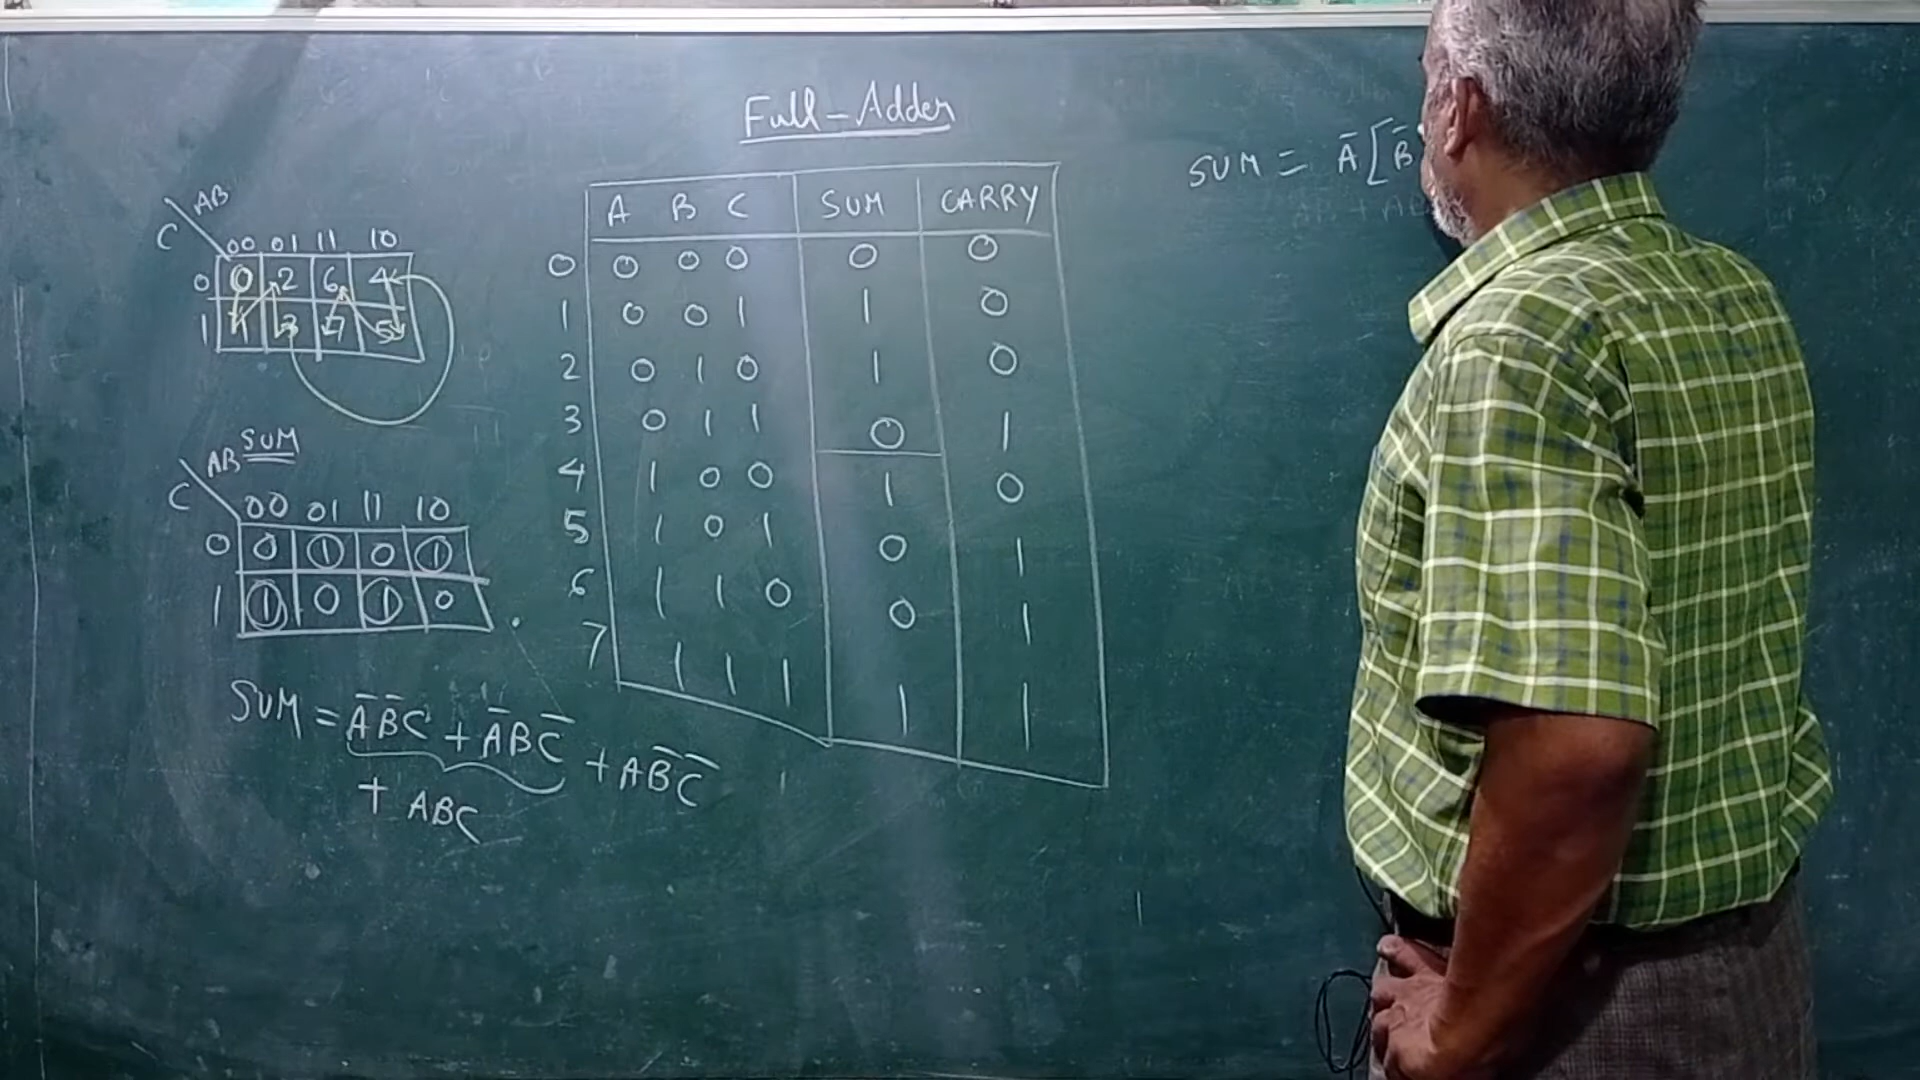 Full-Adder
AB
C
00 01 11 10
0 0 2 6 4
1 1 3 7 5
SUM
AB
C
00 01 11 10
0 0 1 0 1
1 1 0 1 0
SUM = A̅B̅C + A̅BC̅ + AB̅C̅
+ ABC
A B C SUM CARRY
0 0 0 0 0 0
1 0 0 1 1 0
2 0 1 0 1 0
3 0 1 1 0 1
4 1 0 0 1 0
5 1 0 1 0 1
6 1 1 0 0 1
7 1 1 1 1 1
SUM = A̅[B̅